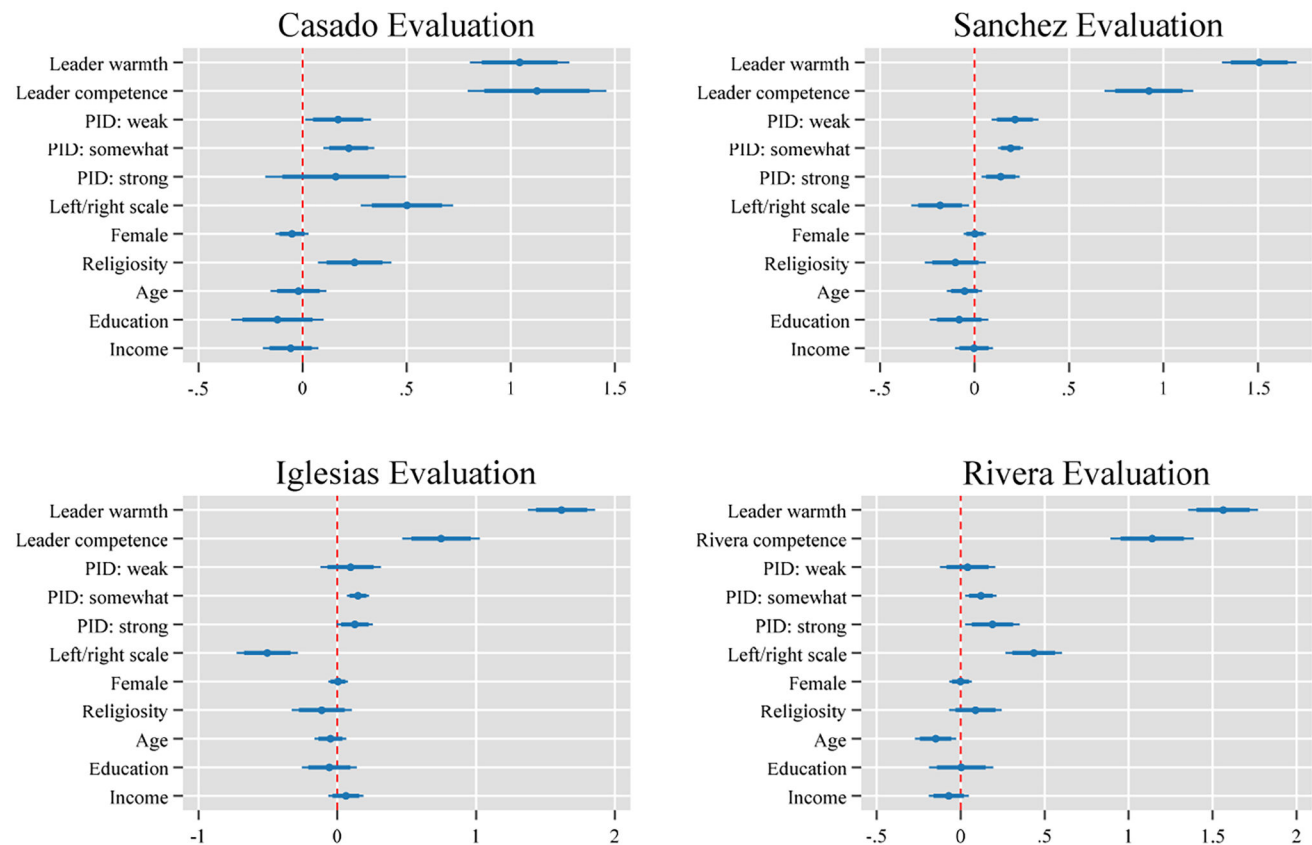 Casado Evaluation
Leader warmth
Leader competence
PID: weak
PID: somewhat
PID: strong
Left/right scale
Female
Religiosity
Age
Education
Income
-.5 0 .5 1 1.5
Sanchez Evaluation
Leader warmth
Leader competence
PID: weak
PID: somewhat
PID: strong
Left/right scale
Female
Religiosity
Age
Education
Income
-.5 0 .5 1 1.5
Iglesias Evaluation
Leader warmth
Leader competence
PID: weak
PID: somewhat
PID: strong
Left/right scale
Female
Religiosity
Age
Education
Income
-1 0 1 2
Rivera Evaluation
Leader warmth
Rivera competence
PID: weak
PID: somewhat
PID: strong
Left/right scale
Female
Religiosity
Age
Education
Income
-.5 0 .5 1 1.5 2